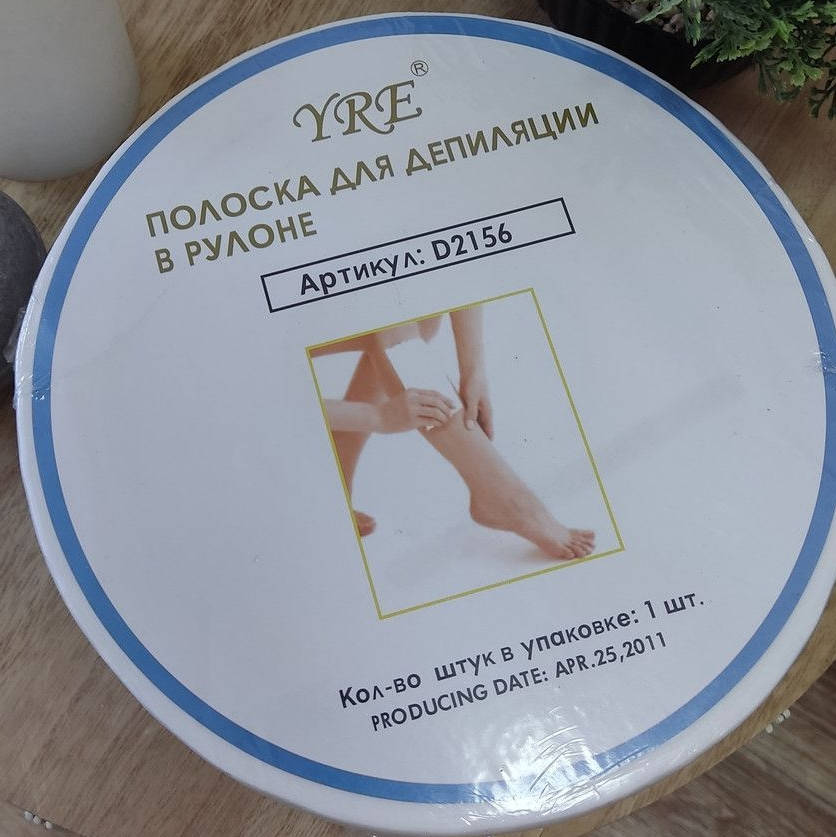 YRE®
ПОЛОСКА ДЛЯ ДЕПИЛЯЦИИ
В РУЛОНЕ
Артикул: D2156
Кол-во штук в упаковке: 1 шт.
PRODUCING DATE: APR.25,2011